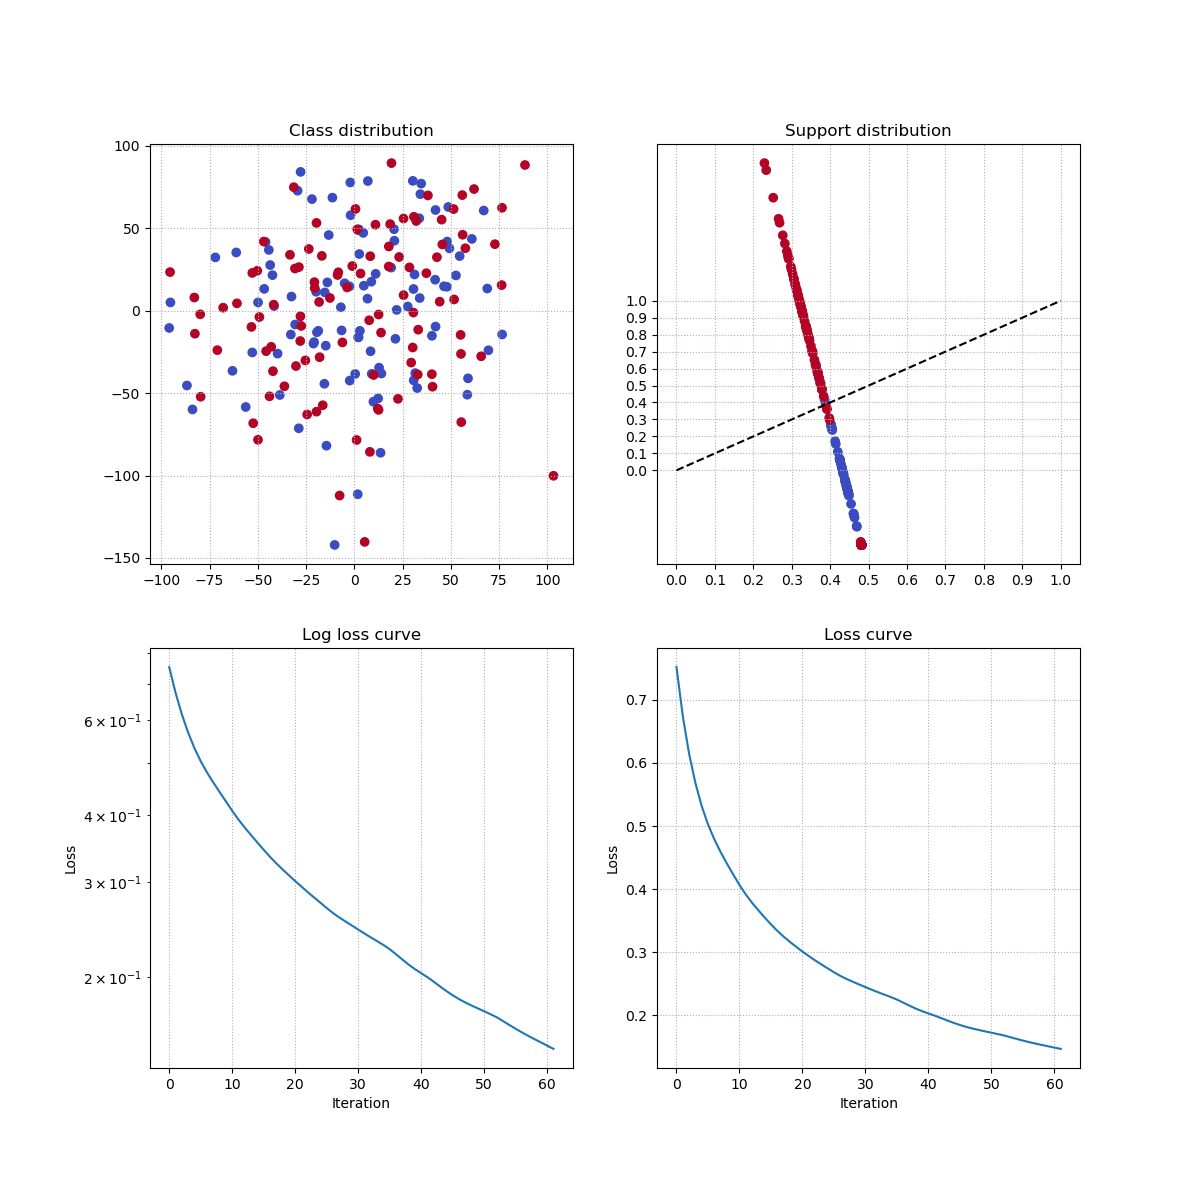 Class distribution
100
50
0
−50
−100
−150
−100 −75 −50 −25 0 25 50 75 100
Support distribution
1.0
0.9
0.8
0.7
0.6
0.5
0.4
0.3
0.2
0.1
0.0
0.0 0.1 0.2 0.3 0.4 0.5 0.6 0.7 0.8 0.9 1.0
Log loss curve
6 × 10⁻¹
4 × 10⁻¹
3 × 10⁻¹
2 × 10⁻¹
Loss
0 10 20 30 40 50 60
Iteration
Loss curve
0.7
0.6
0.5
0.4
0.3
0.2
Loss
0 10 20 30 40 50 60
Iteration